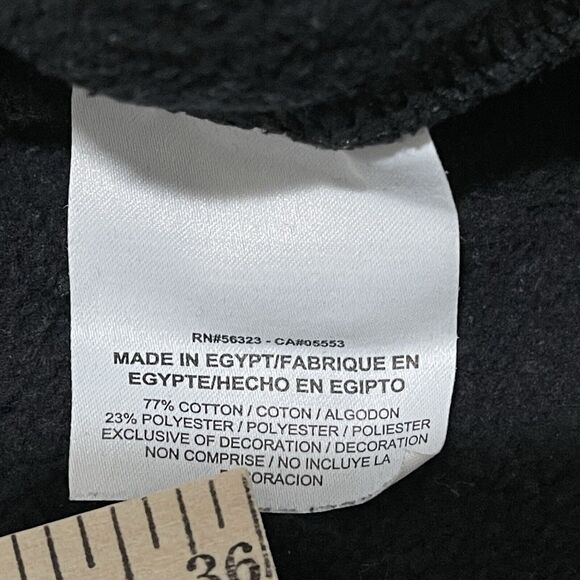 RN#56323 - CA#05553
MADE IN EGYPT/FABRIQUE EN
EGYPTE/HECHO EN EGIPTO
77% COTTON / COTON / ALGODON
23% POLYESTER / POLYESTER / POLIESTER
EXCLUSIVE OF DECORATION / DECORATION
NON COMPRISE / NO INCLUYE LA
36